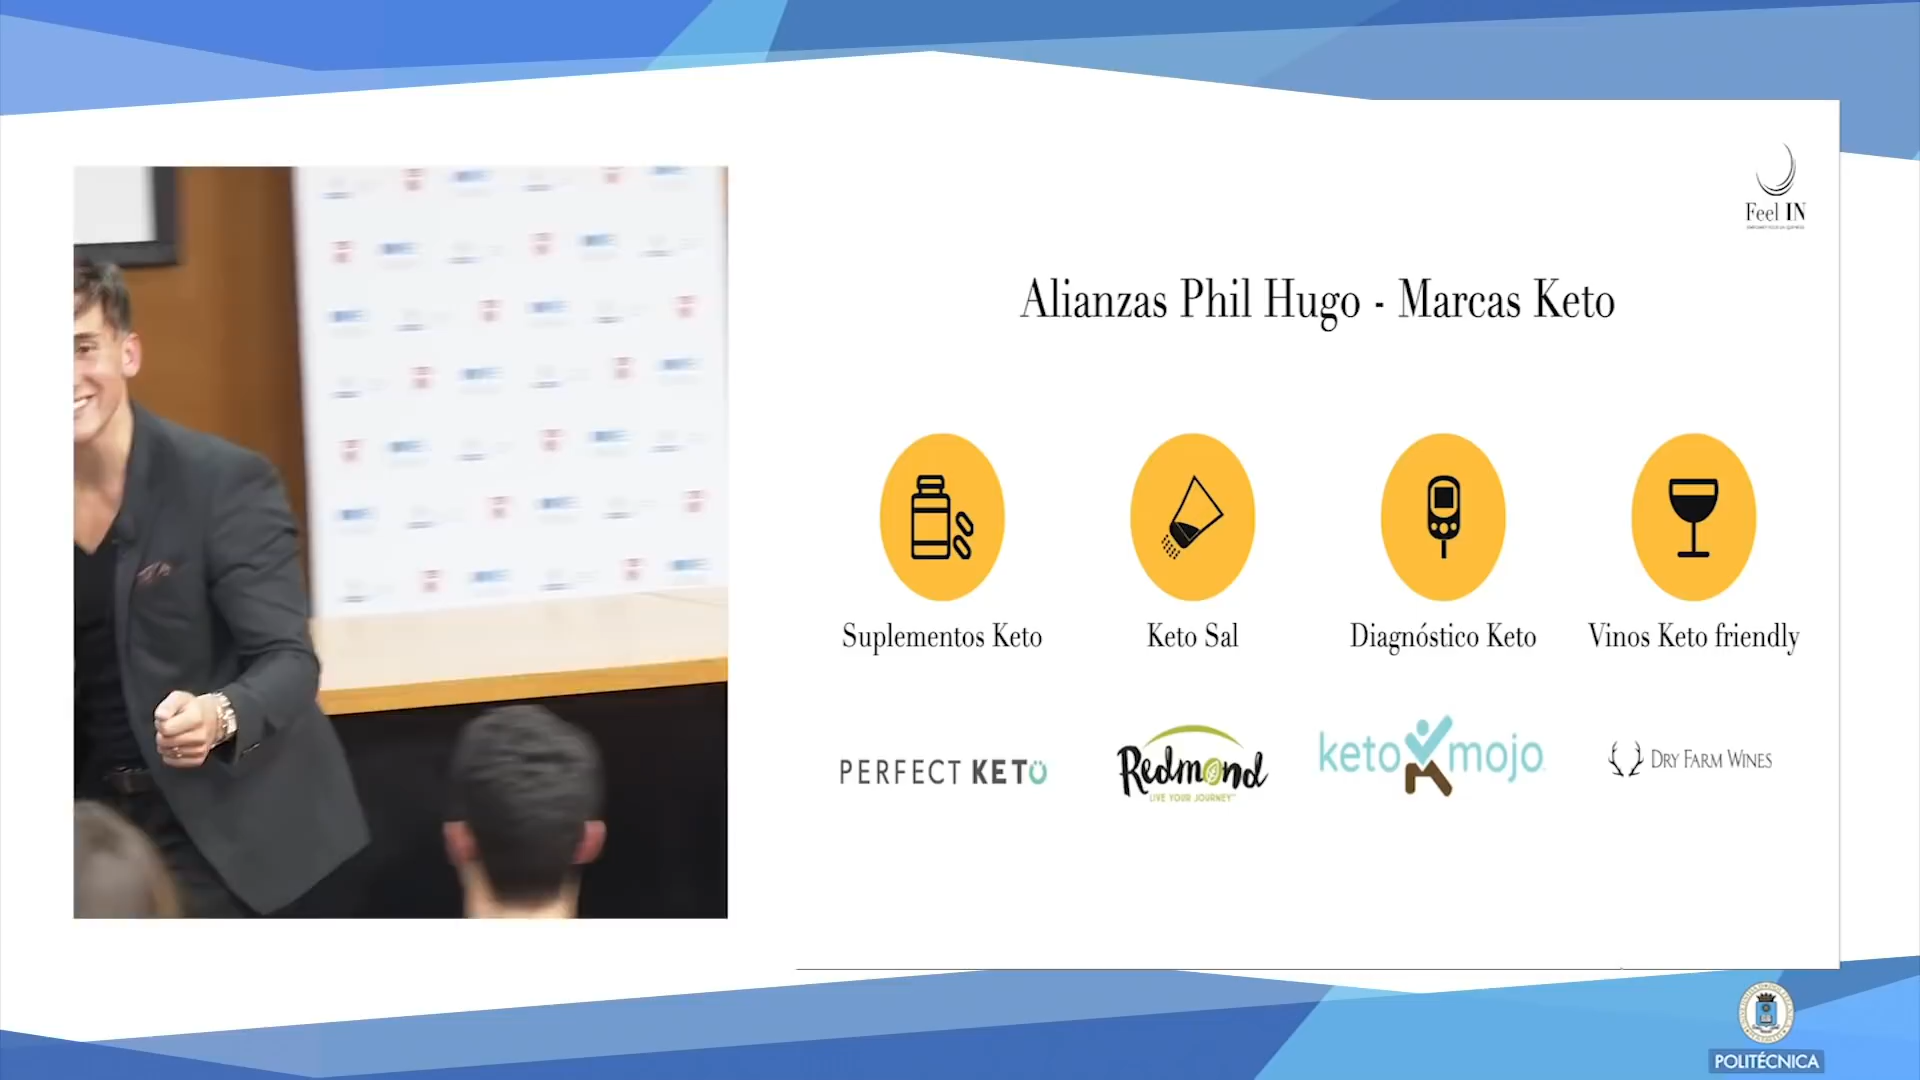 Feel IN
Alianzas Phil Hugo - Marcas Keto
Suplementos Keto
Keto Sal
Diagnóstico Keto
Vinos Keto friendly
PERFECT KETO
Redmond
LIVE YOUR JOURNEY™
keto mojo
DRY FARM WINES
POLITÉCNICA